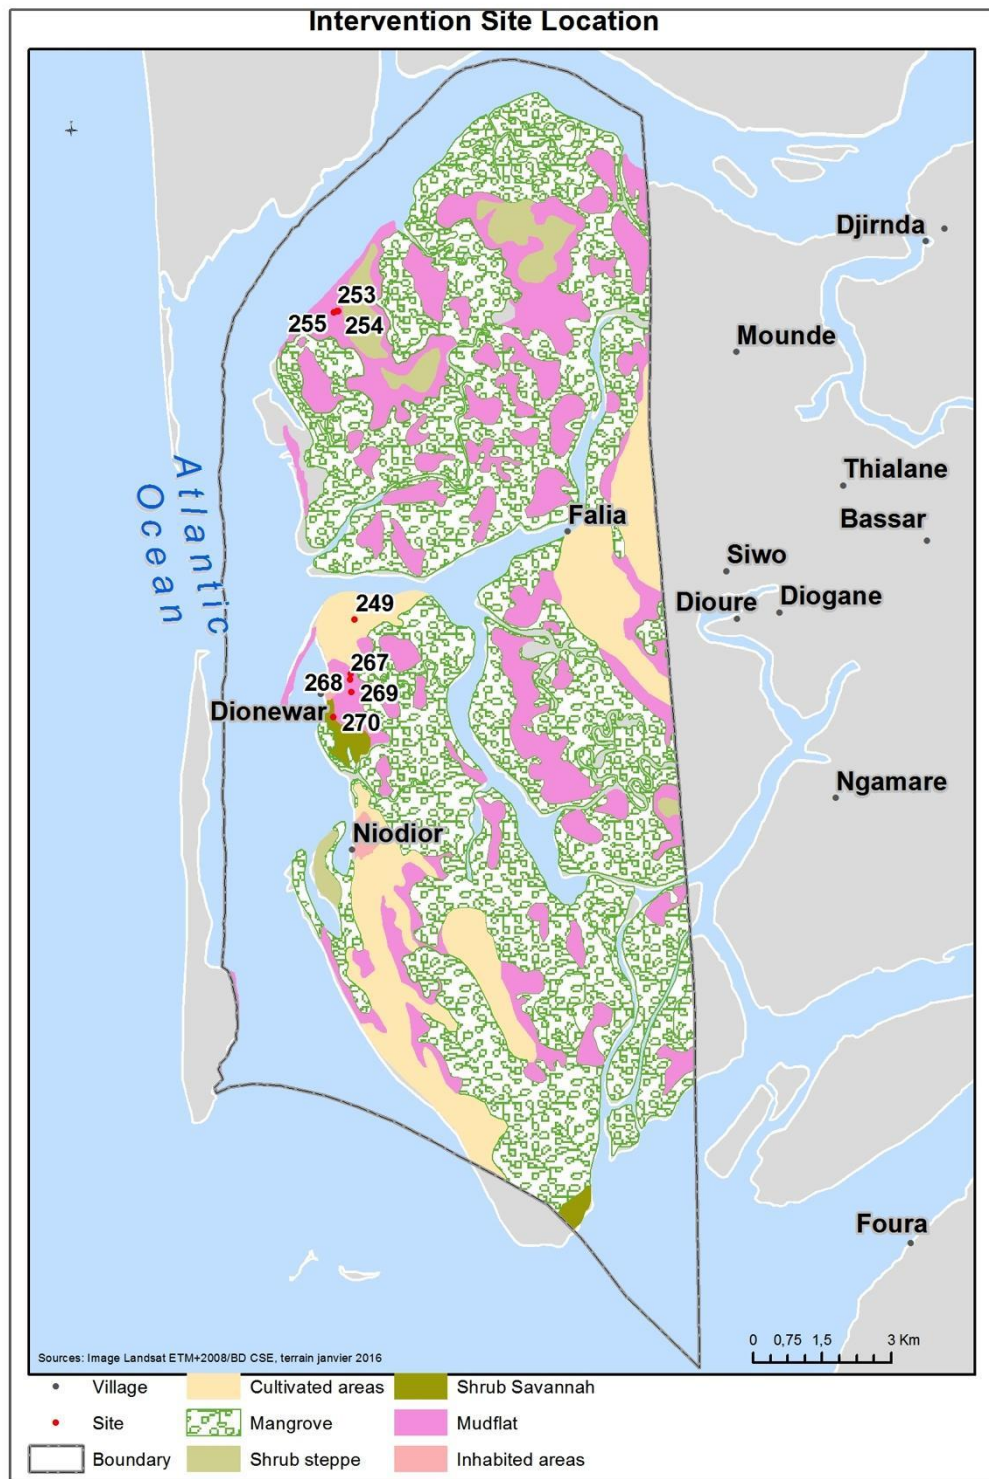 Intervention Site Location
Djirnda
253
255
254
Mounde
Atlantic
Ocean
Thialane
Falia
Bassar
Siwo
249
Dioure
Diogane
267
268
269
Dionewar
270
Ngamare
Niodior
Foura
0 0,75 1,5 3 Km
Sources: Image Landsat ETM+2008/BD CSE, terrain janvier 2016
Village
Cultivated areas
Shrub Savannah
Site
Mangrove
Mudflat
Boundary
Shrub steppe
Inhabited areas